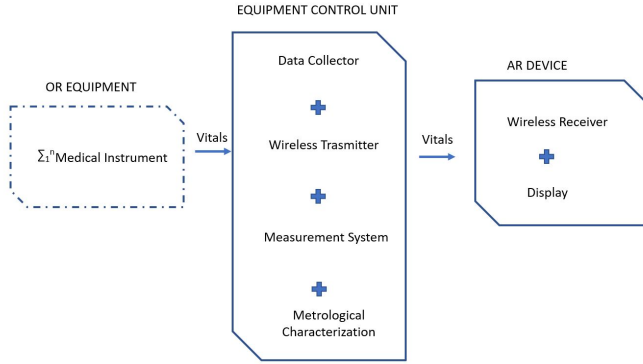 EQUIPMENT CONTROL UNIT
OR EQUIPMENT
∑₁ⁿMedical Instrument
Vitals
Data Collector
Wireless Trasmitter
Measurement System
Metrological
Characterization
Vitals
AR DEVICE
Wireless Receiver
Display